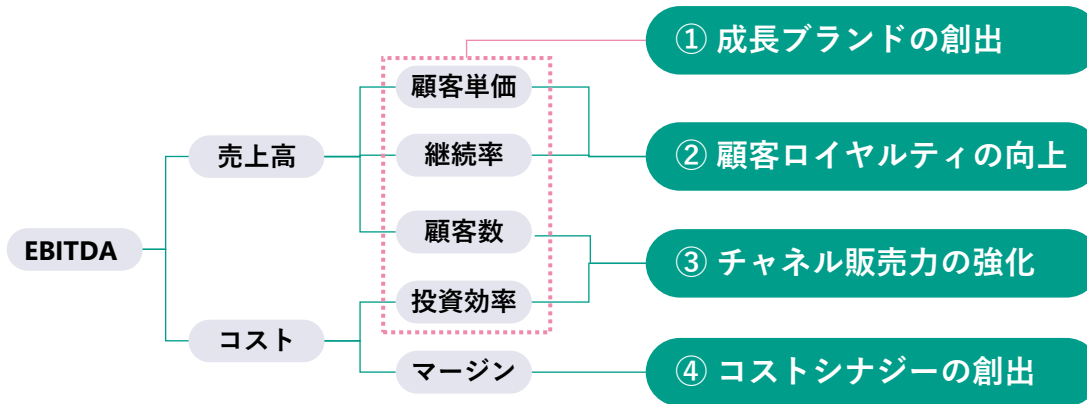 ① 成長ブランドの創出
顧客単価
② 顧客ロイヤルティの向上
売上高
継続率
顧客数
③ チャネル販売力の強化
EBITDA
投資効率
コスト
マージン
④ コストシナジーの創出